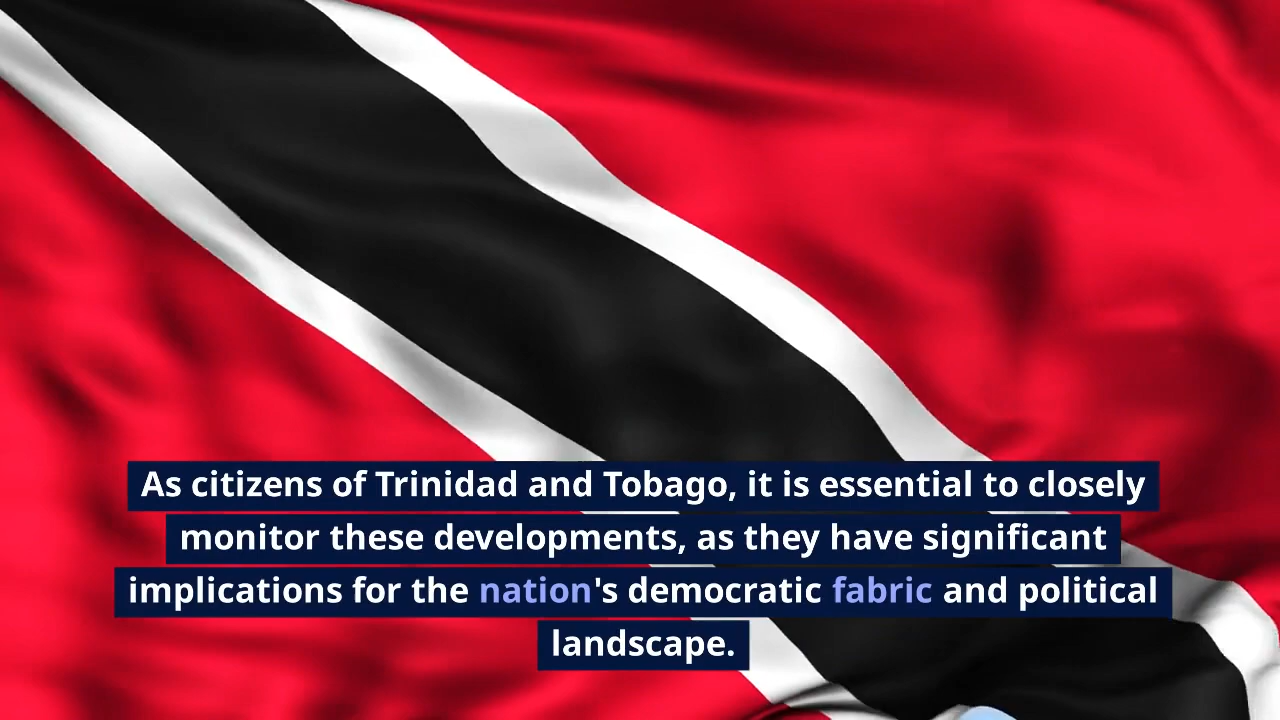 As citizens of Trinidad and Tobago, it is essential to closely
monitor these developments, as they have significant
implications for the nation's democratic fabric and political
landscape.